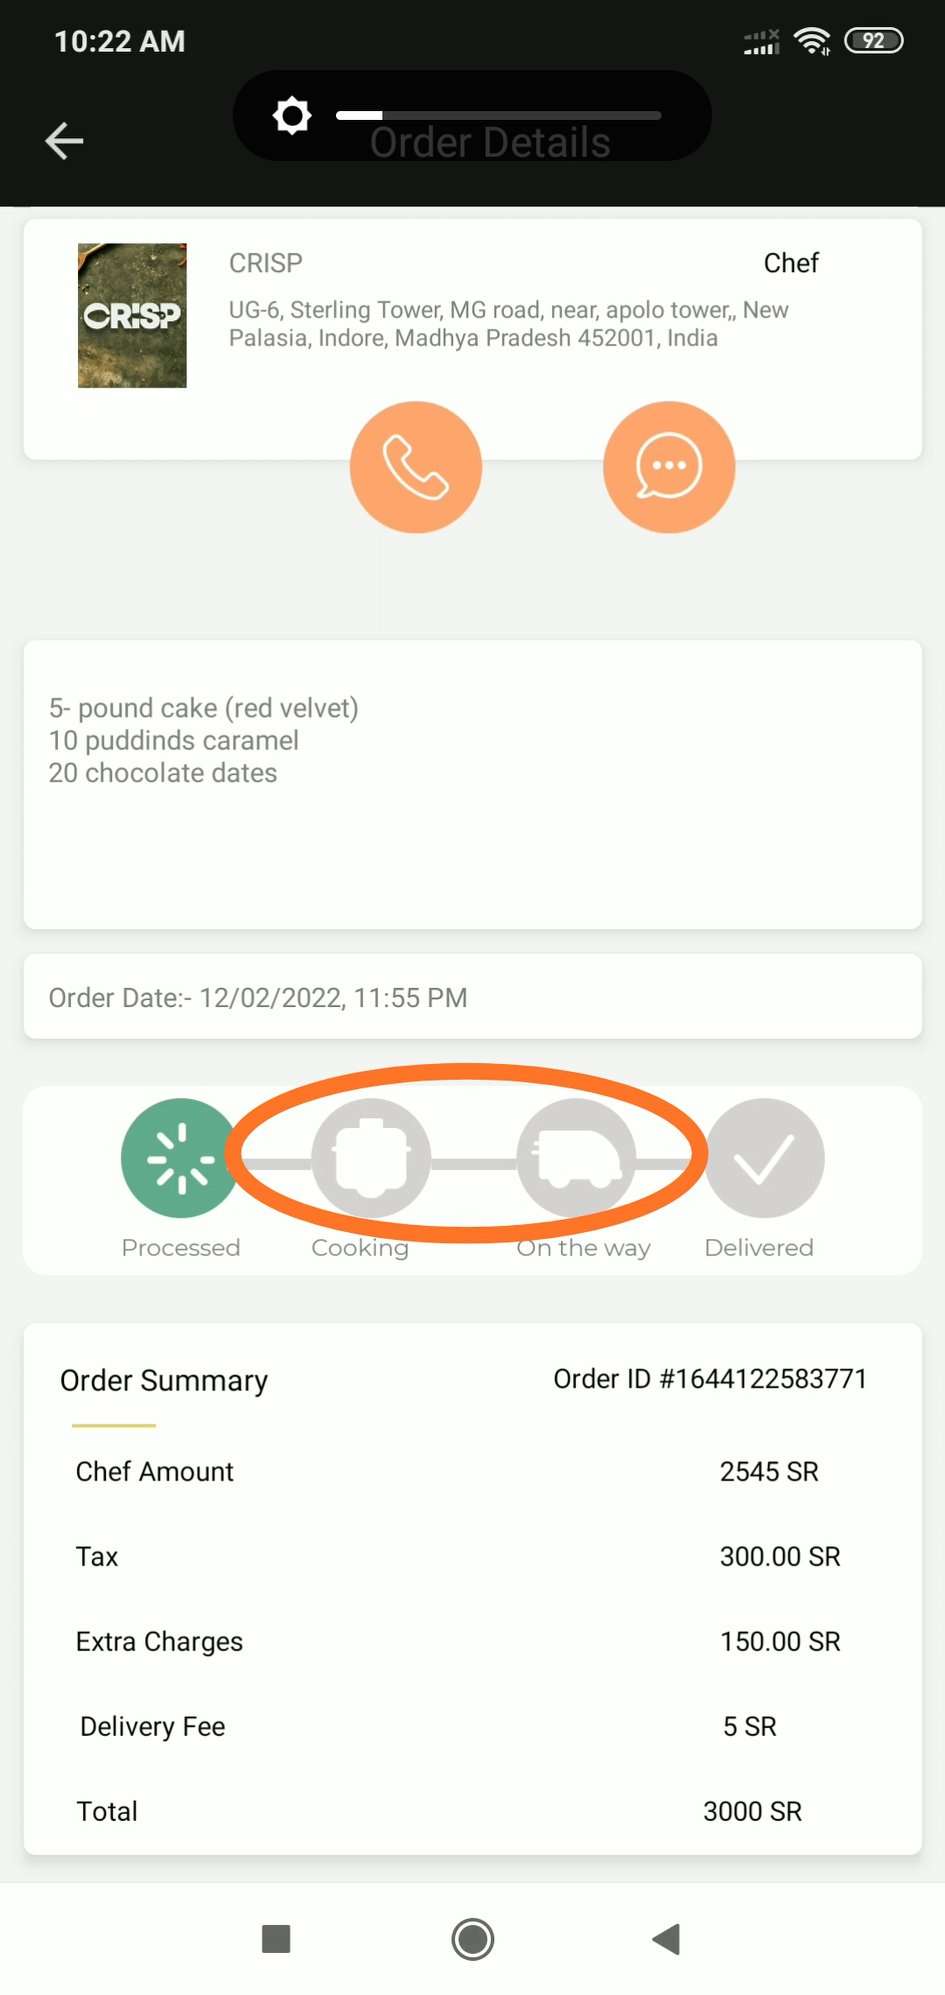 10:22 AM
92
Order Details
CRISP
Chef
CRISP
UG-6, Sterling Tower, MG road, near, apolo tower,, New
Palasia, Indore, Madhya Pradesh 452001, India
5- pound cake (red velvet)
10 puddinds caramel
20 chocolate dates
Order Date:- 12/02/2022, 11:55 PM
Processed
Cooking
On the way
Delivered
Order Summary
Order ID #1644122583771
Chef Amount
2545 SR
Tax
300.00 SR
Extra Charges
150.00 SR
Delivery Fee
5 SR
Total
3000 SR